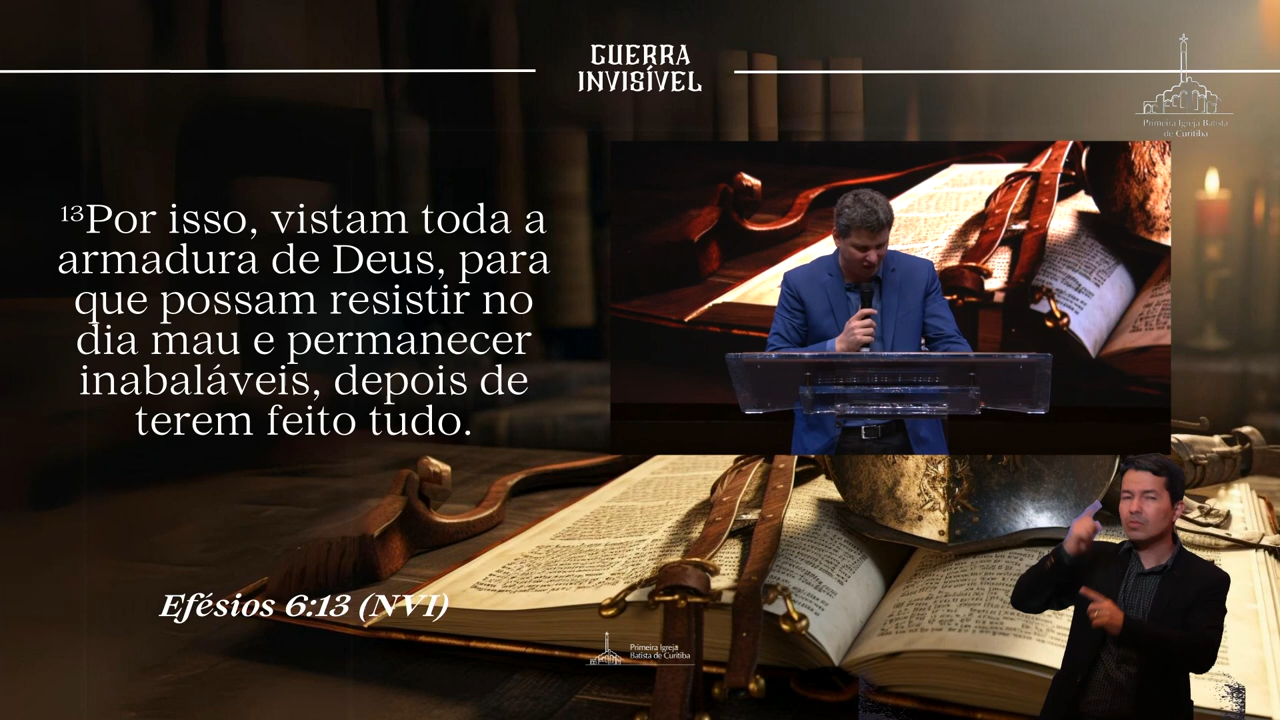 GUERRA
INVISÍVEL
Primeira Igreja Batista
de Curitiba
¹³Por isso, vistam toda a
armadura de Deus, para
que possam resistir no
dia mau e permanecer
inabaláveis, depois de
terem feito tudo.
Efésios 6:13 (NVI)
Primeira Igreja
Batista de Curitiba